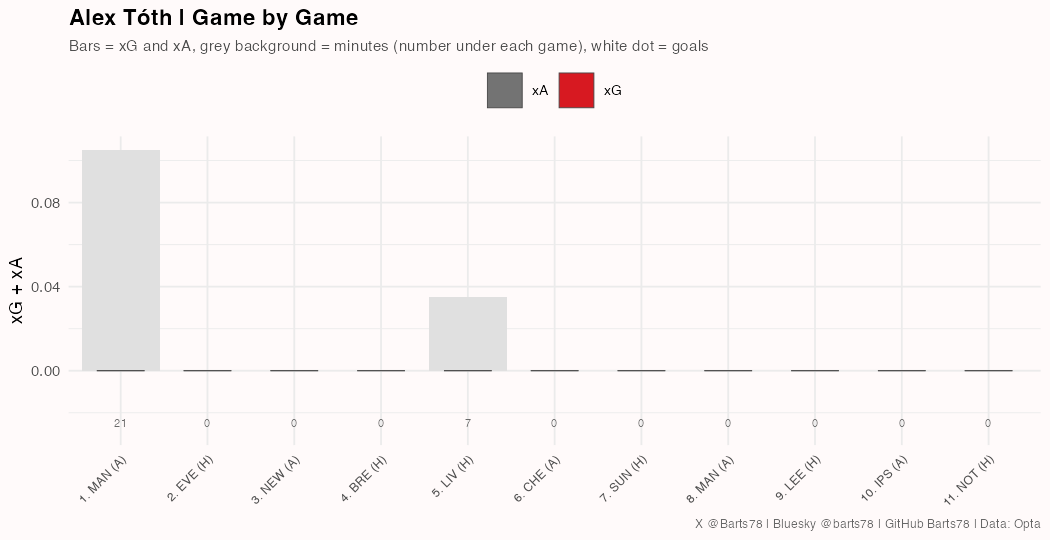 Alex Tóth | Game by Game
Bars = xG and xA, grey background = minutes (number under each game), white dot = goals
xA xG
xG + xA
0.08
0.04
0.00
21 0 0 0 7 0 0 0 0 0 0
1. MAN (A) 2. EVE (H) 3. NEW (A) 4. BRE (H) 5. LIV (H) 6. CHE (A) 7. SUN (H) 8. MAN (A) 9. LEE (H) 10. IPS (A) 11. NOT (H)
X @Barts78 | Bluesky @barts78 | GitHub Barts78 | Data: Opta